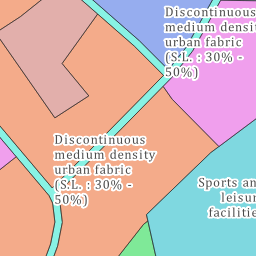 Discontinuous
medium density
urban fabric
(S.L. : 30% -
50%)
Discontinuous
medium density
urban fabric
(S.L. : 30% -
50%)
Sports an
leisur
facilitie